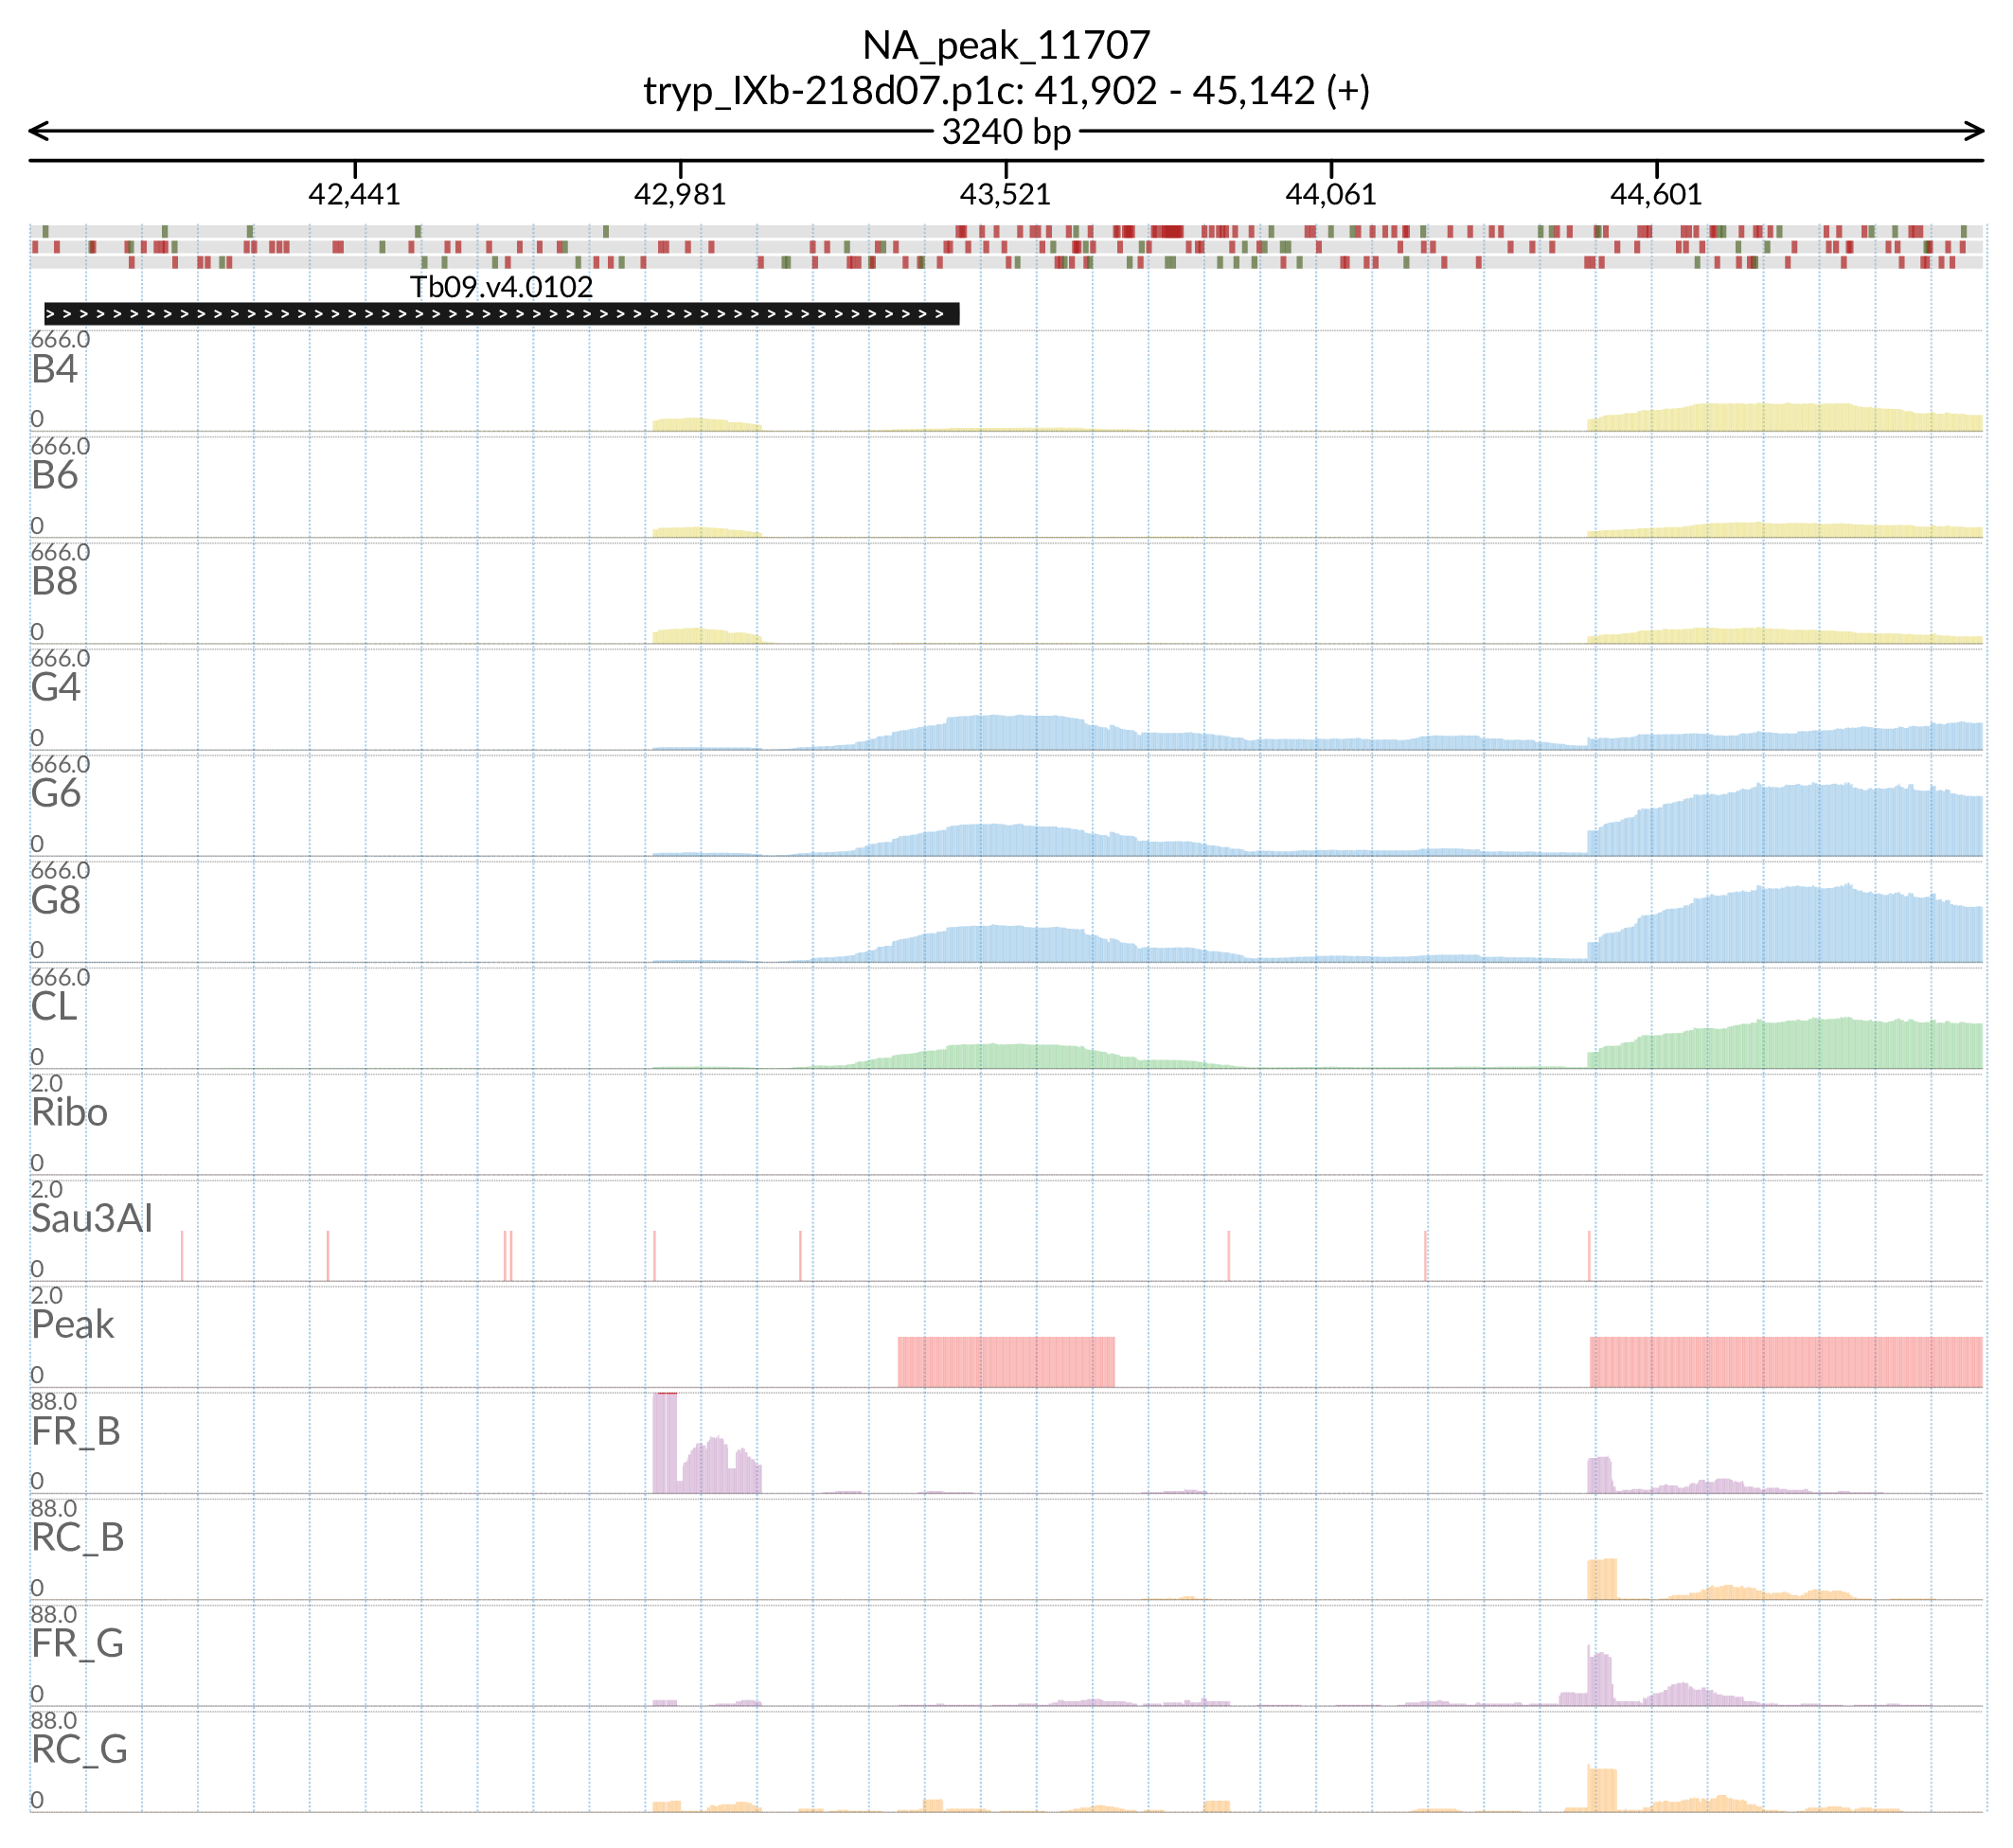 NA_peak_11707
tryp_IXb-218d07.p1c: 41,902 - 45,142 (+)
3240 bp
42,441 42,981 43,521 44,061 44,601
Tb09.v4.0102
666.0
B4
0
666.0
B6
0
666.0
B8
0
666.0
G4
0
666.0
G6
0
666.0
G8
0
666.0
CL
0
2.0
Ribo
0
2.0
Sau3AI
0
2.0
Peak
0
88.0
FR_B
0
88.0
RC_B
0
88.0
FR_G
0
88.0
RC_G
0